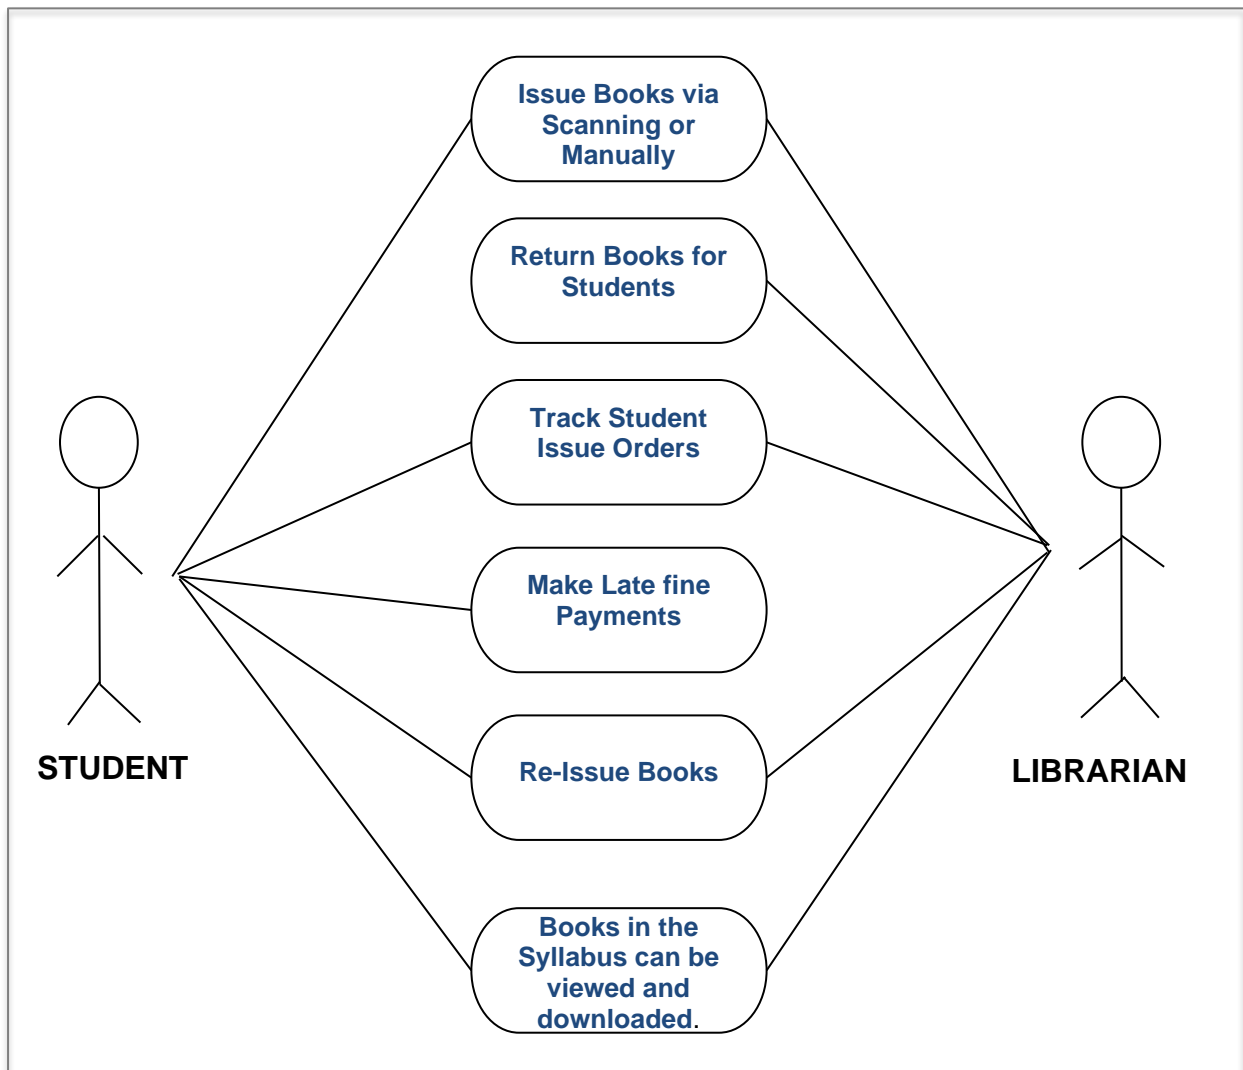 Issue Books via
Scanning or
Manually
Return Books for
Students
Track Student
Issue Orders
Make Late fine
Payments
STUDENT
Re-Issue Books
LIBRARIAN
Books in the
Syllabus can be
viewed and
downloaded.